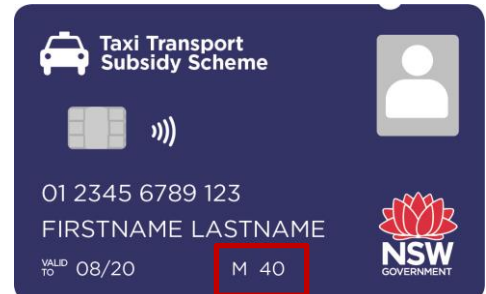 Taxi Transport
Subsidy Scheme
01 2345 6789 123
FIRSTNAME LASTNAME
VALID TO 08/20 M 40
NSW
GOVERNMENT